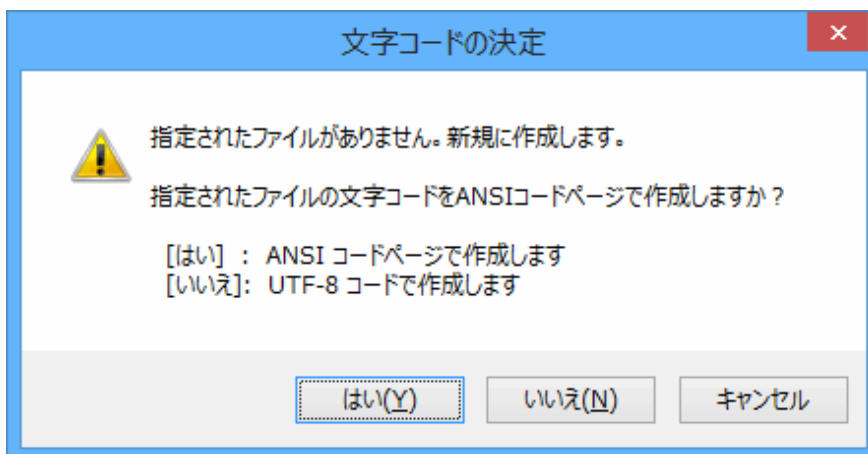 文字コードの決定
指定されたファイルがありません。新規に作成します。
指定されたファイルの文字コードをANSIコードページで作成しますか？
[はい] : ANSI コードページで作成します
[いいえ]: UTF-8 コードで作成します
はい(Y) いいえ(N) キャンセル